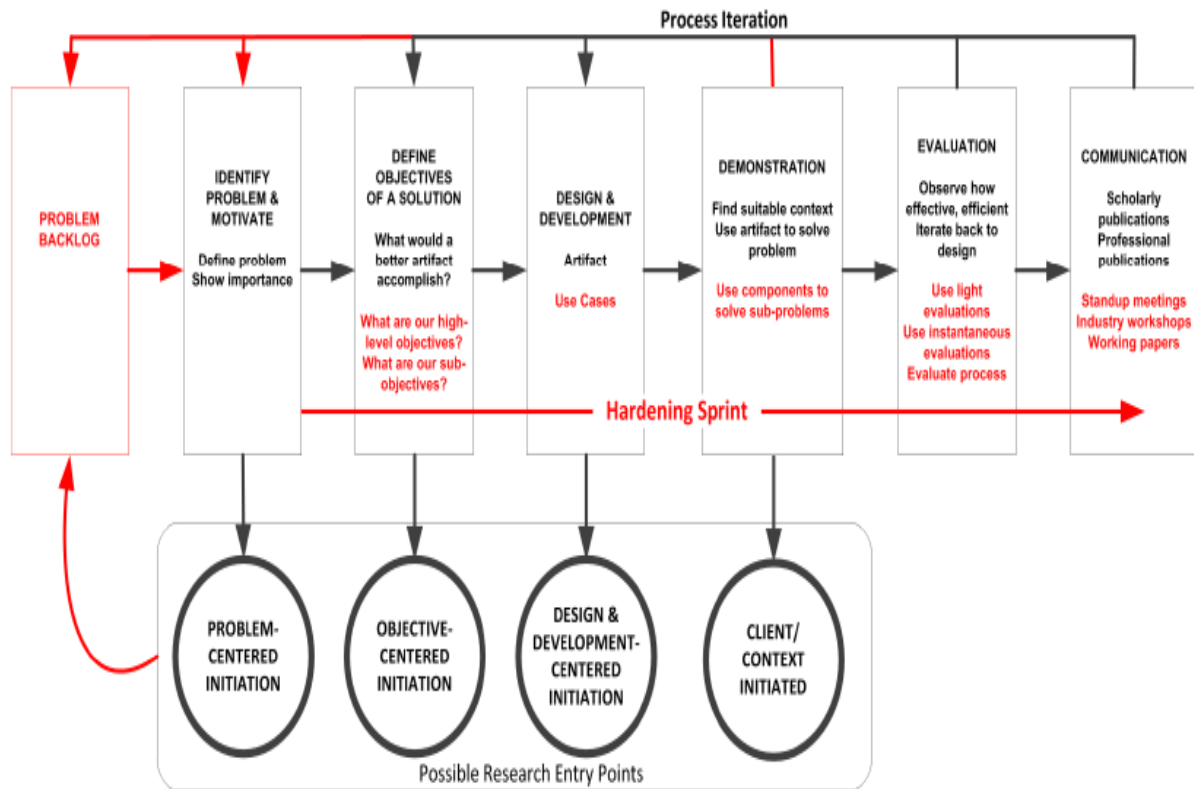 Process Iteration
PROBLEM
BACKLOG
IDENTIFY
PROBLEM &
MOTIVATE
Define problem
Show importance
DEFINE
OBJECTIVES
OF A SOLUTION
What would a
better artifact
accomplish?
What are our high-
level objectives?
What are our sub-
objectives?
DESIGN &
DEVELOPMENT
Artifact
Use Cases
DEMONSTRATION
Find suitable context
Use artifact to solve
problem
Use components to
solve sub-problems
EVALUATION
Observe how
effective, efficient
Iterate back to
design
Use light
evaluations
Use instantaneous
evaluations
Evaluate process
COMMUNICATION
Scholarly
publications
Professional
publications
Standup meetings
Industry workshops
Working papers
Hardening Sprint
PROBLEM-
CENTERED
INITIATION
OBJECTIVE-
CENTERED
INITIATION
DESIGN &
DEVELOPMENT-
CENTERED
INITIATION
CLIENT/
CONTEXT
INITIATED
Possible Research Entry Points